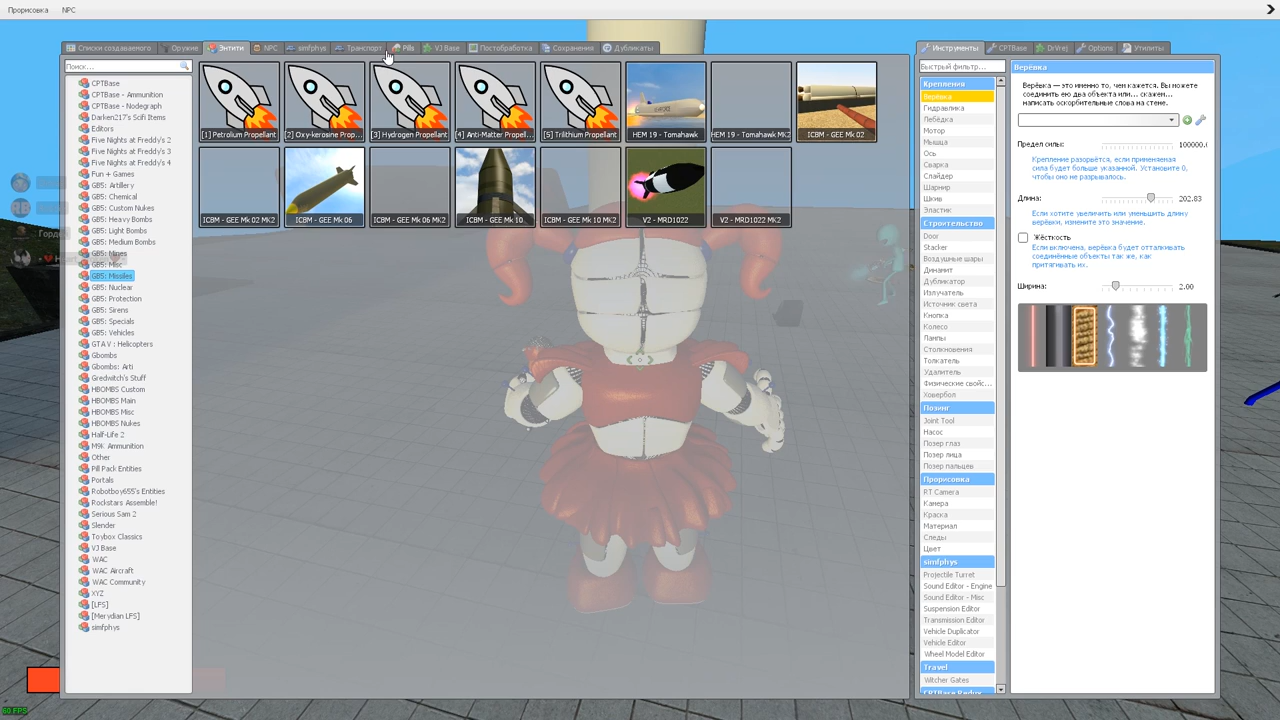 Прорисовка NPC
Списки создаваемого Оружие Энтити NPC simfphys Транспорт Pills VJ Base Постобработка Сохранения Дубликаты
Поиск...
CPTBase
CPTBase - Ammunition
CPTBase - Nodegraph
Darken217's SciFi Items
Editors
Five Nights at Freddy's 2
Five Nights at Freddy's 3
Five Nights at Freddy's 4
Fun + Games
GB5: Artillery
GB5: Chemical
GB5: Custom Nukes
GB5: Heavy Bombs
GB5: Light Bombs
GB5: Medium Bombs
GB5: Mines
GB5: Misc
GB5: Missiles
GB5: Nuclear
GB5: Protection
GB5: Sirens
GB5: Specials
GB5: Vehicles
GTA V : Helicopters
Gbombs
Gbombs: Arti
Gredwitch's Stuff
HBOMBS Custom
HBOMBS Main
HBOMBS Misc
HBOMBS Nukes
Half-Life 2
M9K Ammunition
Other
Pill Pack Entities
Portals
Robotboy655's Entities
Rockstars Assemble!
Serious Sam 2
Slender
Toybox Classics
VJ Base
WAC
WAC Aircraft
WAC Community
XYZ
[LFS]
[Merydian LFS]
simfphys
[1] Petrolium Propellant
[2] Oxy-kerosine Prop...
[3] Hydrogen Propellant
[4] Anti-Matter Propell...
[5] Trilithium Propellant
HEM 19 - Tomahawk
HEM 19 - Tomahawk MK2
ICBM - GEE Mk 02
ICBM - GEE Mk 02 MK2
ICBM - GEE Mk 06
ICBM - GEE Mk 06 MK2
ICBM - GEE Mk 10
ICBM - GEE Mk 10 MK2
V2 - MRD1022
V2 - MRD1022 MK2
Инструменты CPTBase DrVrej Options Утилиты
Быстрый фильтр...
Крепления
Верёвка
Гидравлика
Лебёдка
Мотор
Мышца
Ось
Сварка
Слайдер
Шарнир
Шкив
Эластик
Строительство
Door
Stacker
Воздушные шары
Динамит
Дубликатор
Излучатель
Источник света
Кнопка
Колесо
Лампы
Столкновения
Толкатель
Удалитель
Физические свойс...
Ховербол
Позинг
Joint Tool
Насос
Позер глаз
Позер лица
Позер пальцев
Прорисовка
RT Camera
Камера
Краска
Материал
Следы
Цвет
simfphys
Projectile Turret
Sound Editor - Engine
Sound Editor - Misc
Suspension Editor
Transmission Editor
Vehicle Duplicator
Vehicle Editor
Wheel Model Editor
Travel
Witcher Gates
CPTBase Redux
Верёвка
Верёвка — это именно то, чем кажется. Вы можете
соединить ею два объекта или... скажем...
написать оскорбительные слова на стене.
Предел силы: 100000.(
Крепление разорвётся, если применяемая
сила будет больше указанной. Установите 0,
чтобы оно не разрывалось.
Длина: 202.83
Если хотите увеличить или уменьшить длину
верёвки, измените это значение.
Жёсткость
Если включена, верёвка будет отталкивать
соединённые объекты так же, как
притягивать их.
Ширина: 2.00
60 FPS